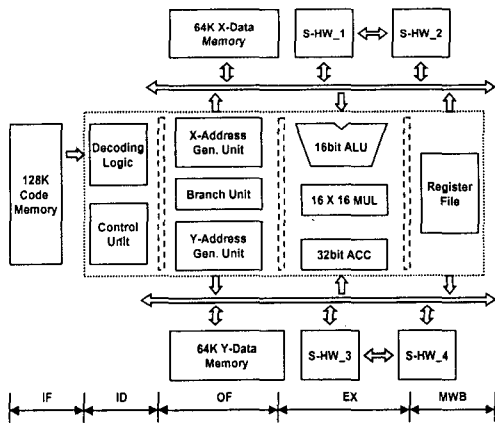 64K X-Data
Memory
S-HW_1
S-HW_2
128K
Code
Memory
Decoding
Logic
Control
Unit
X-Address
Gen. Unit
Branch Unit
Y-Address
Gen. Unit
16bit ALU
16 X 16 MUL
32bit ACC
Register
File
64K Y-Data
Memory
S-HW_3
S-HW_4
IF
ID
OF
EX
MWB